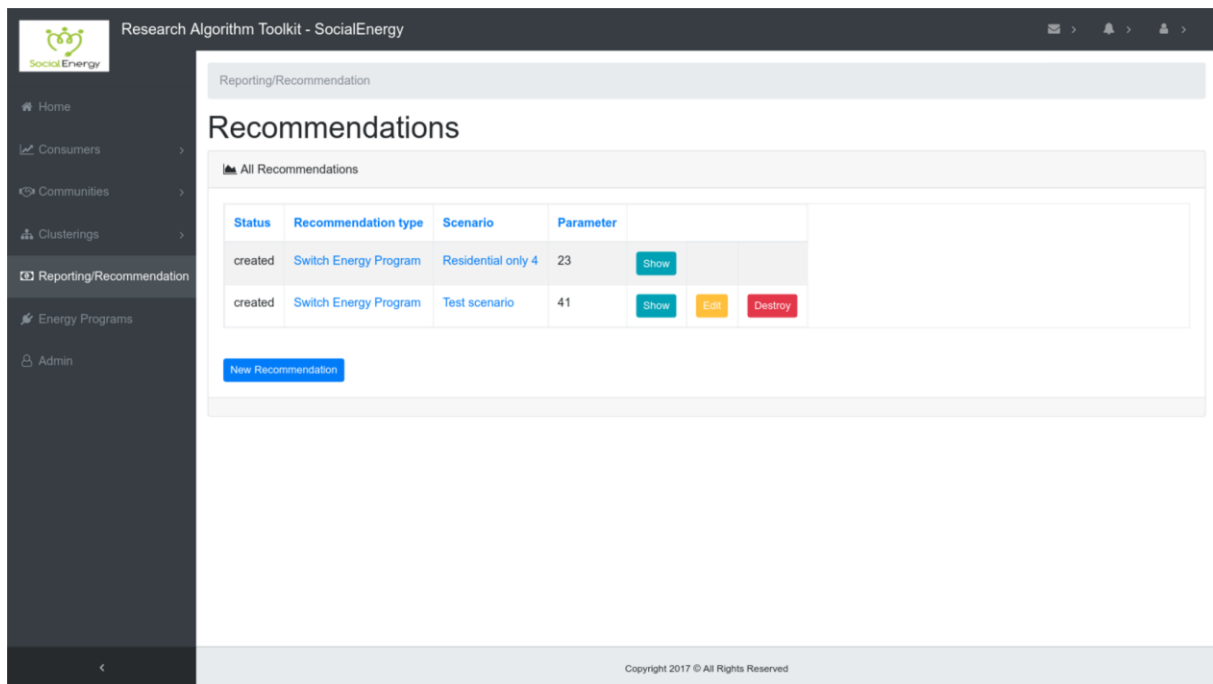 Research Algorithm Toolkit - SocialEnergy
Social Energy
Home
Consumers
Communities
Clusterings
Reporting/Recommendation
Energy Programs
Admin
Reporting/Recommendation
Recommendations
All Recommendations
Status Recommendation type Scenario Parameter
created Switch Energy Program Residential only 4 23 Show
created Switch Energy Program Test scenario 41 Show Edit Destroy
New Recommendation
Copyright 2017 © All Rights Reserved